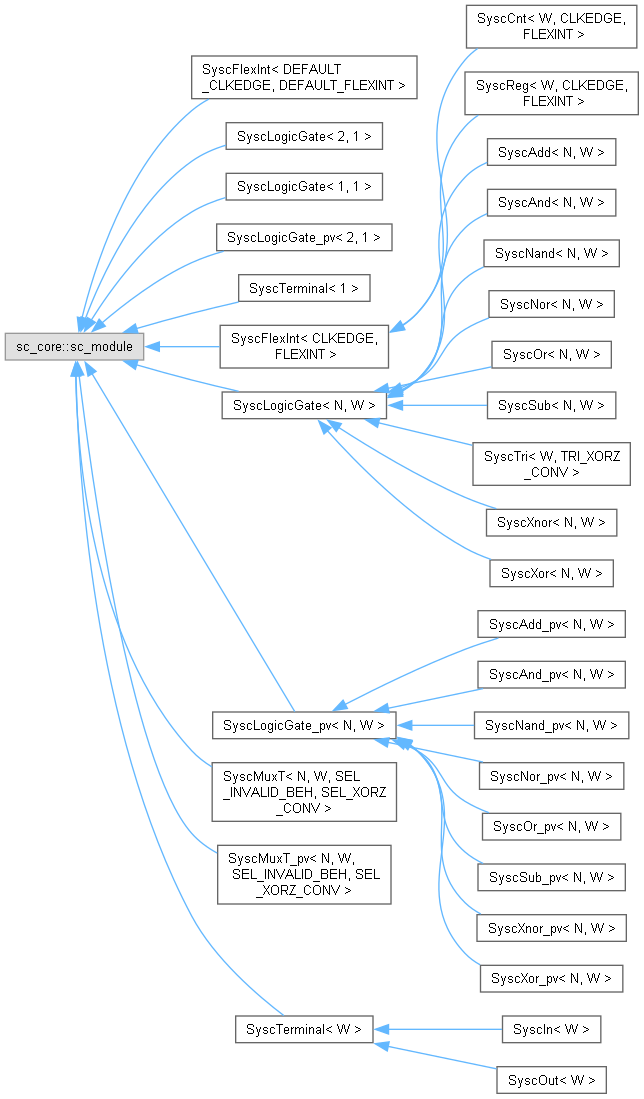 SyscCnt< W, CLKEDGE,
FLEXINT >
SyscFlexInt< DEFAULT
_CLKEDGE, DEFAULT_FLEXINT >
SyscReg< W, CLKEDGE,
FLEXINT >
SyscLogicGate< 2, 1 >
SyscAdd< N, W >
SyscLogicGate< 1, 1 >
SyscAnd< N, W >
SyscLogicGate_pv< 2, 1 >
SyscNand< N, W >
SyscTerminal< 1 >
SyscNor< N, W >
sc_core::sc_module
SyscFlexInt< CLKEDGE,
FLEXINT >
SyscOr< N, W >
SyscLogicGate< N, W >
SyscSub< N, W >
SyscTri< W, TRI_XORZ
_CONV >
SyscXnor< N, W >
SyscXor< N, W >
SyscAdd_pv< N, W >
SyscAnd_pv< N, W >
SyscLogicGate_pv< N, W >
SyscNand_pv< N, W >
SyscMuxT< N, W, SEL
_INVALID_BEH, SEL_XORZ
_CONV >
SyscNor_pv< N, W >
SyscOr_pv< N, W >
SyscMuxT_pv< N, W,
SEL_INVALID_BEH, SEL
_XORZ_CONV >
SyscSub_pv< N, W >
SyscXnor_pv< N, W >
SyscXor_pv< N, W >
SyscTerminal< W >
SyscIn< W >
SyscOut< W >